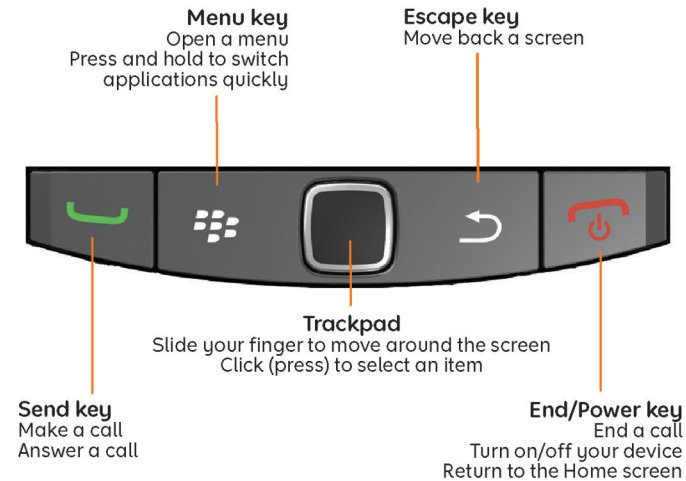 Menu key
Open a menu
Press and hold to switch
applications quickly
Escape key
Move back a screen
Trackpad
Slide your finger to move around the screen
Click (press) to select an item
Send key
Make a call
Answer a call
End/Power key
End a call
Turn on/off your device
Return to the Home screen